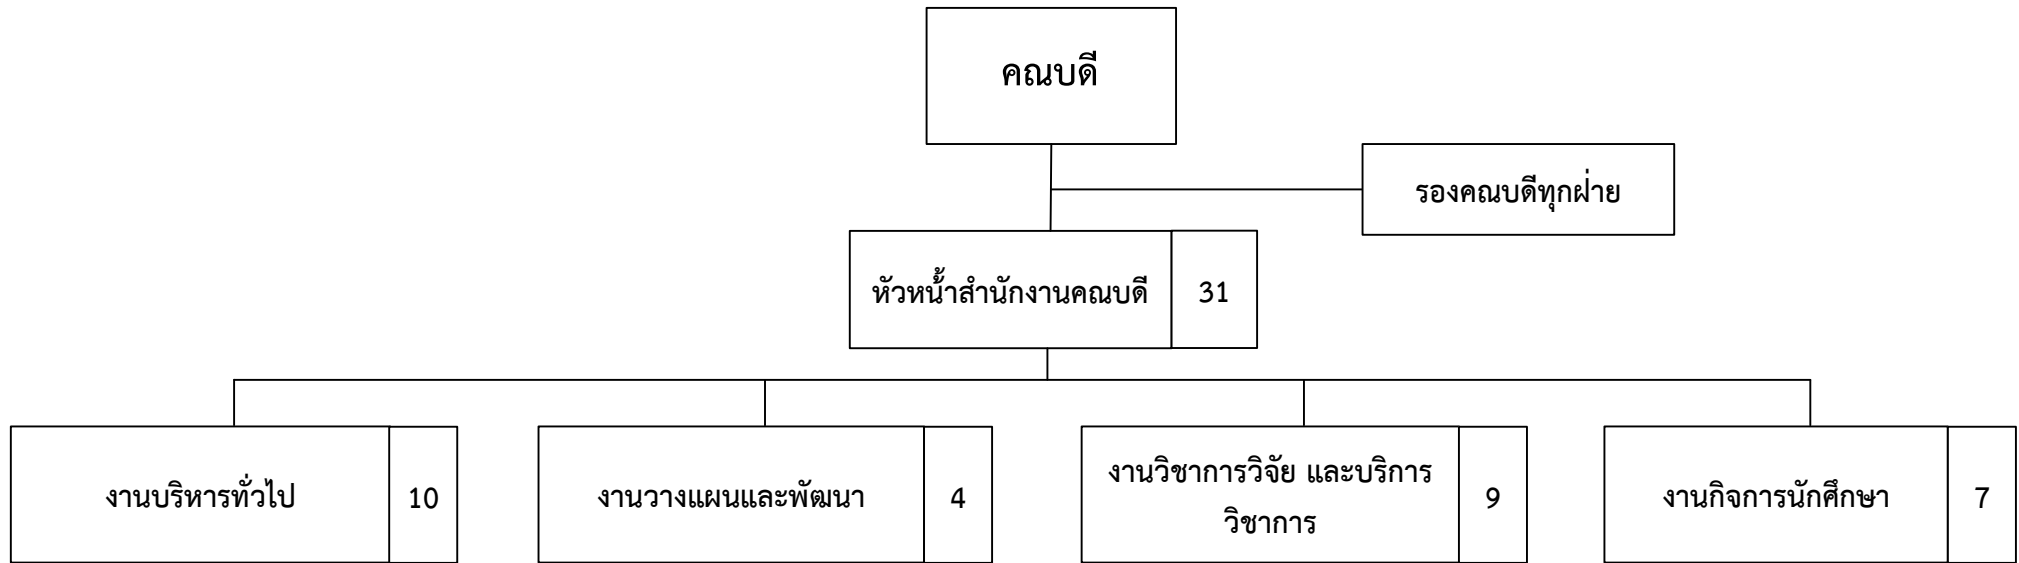 คณบดี
รองคณบดีทุกฝ่าย
หัวหน้าสำนักงานคณบดี 31
งานบริหารทั่วไป 10
งานวางแผนและพัฒนา 4
งานวิชาการวิจัย และบริการ
วิชาการ
9
งานกิจการนักศึกษา 7